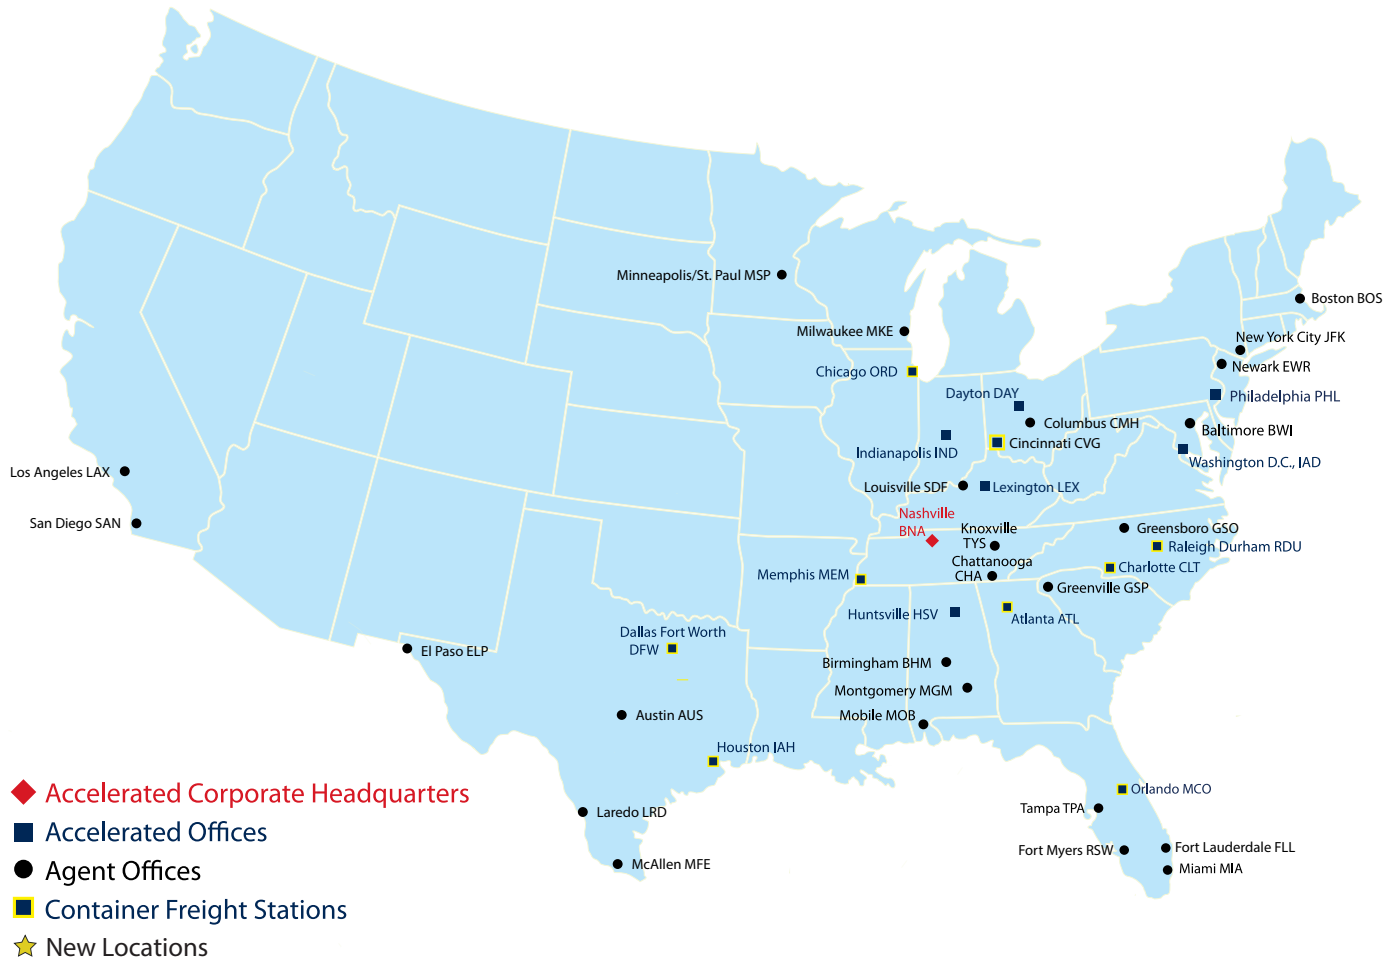 Minneapolis/St. Paul MSP
Boston BOS
Milwaukee MKE
New York City JFK
Newark EWR
Chicago ORD
Dayton DAY
Philadelphia PHL
Columbus CMH
Baltimore BWI
Cincinnati CVG
Indianapolis IND
Washington D.C., IAD
Los Angeles LAX
Louisville SDF
Lexington LEX
San Diego SAN
Nashville
BNA
Knoxville
TYS
Greensboro GSO
Raleigh Durham RDU
Chattanooga
CHA
Charlotte CLT
Memphis MEM
Greenville GSP
Huntsville HSV
Atlanta ATL
Dallas Fort Worth
DFW
El Paso ELP
Birmingham BHM
Montgomery MGM
Austin AUS
Mobile MOB
Houston IAH
Orlando MCO
Tampa TPA
Laredo LRD
Fort Myers RSW
Fort Lauderdale FLL
McAllen MFE
Miami MIA
Accelerated Corporate Headquarters
Accelerated Offices
Agent Offices
Container Freight Stations
New Locations